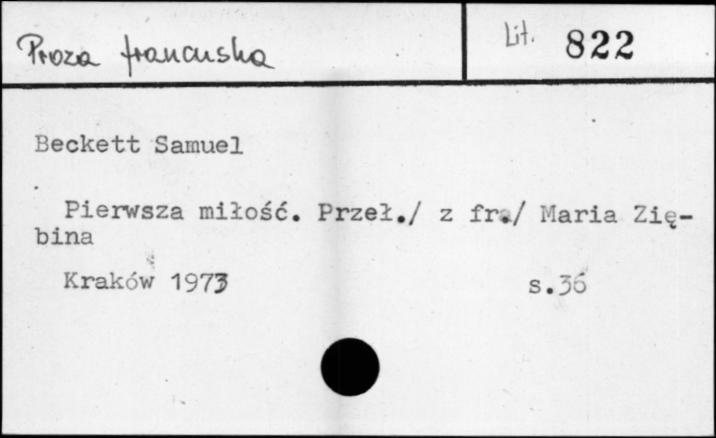 Proza francuska
Lit. 822
Beckett Samuel
Pierwsza miłość. Przeł./ z fr./ Maria Zię-
bina
Kraków 1973 s.36